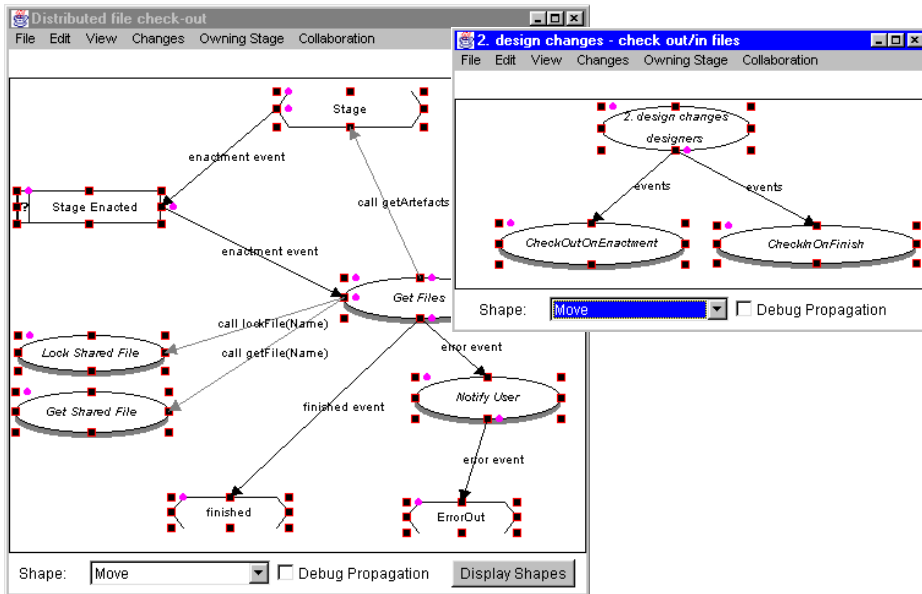 Distributed file check-out
File Edit View Changes Owning Stage Collaboration
Stage
enactment event
? Stage Enacted
call getArtefacts
enactment event
Get Files
call lockFile(Name)
Lock Shared File
call getFile(Name)
error event
Get Shared File
finished event
Notify User
error event
finished
ErrorOut
Shape: Move Debug Propagation Display Shapes
2. design changes - check out/in files
File Edit View Changes Owning Stage Collaboration
2. design changes
designers
events events
CheckOutOnEnactment CheckInOnFinish
Shape: Move Debug Propagation